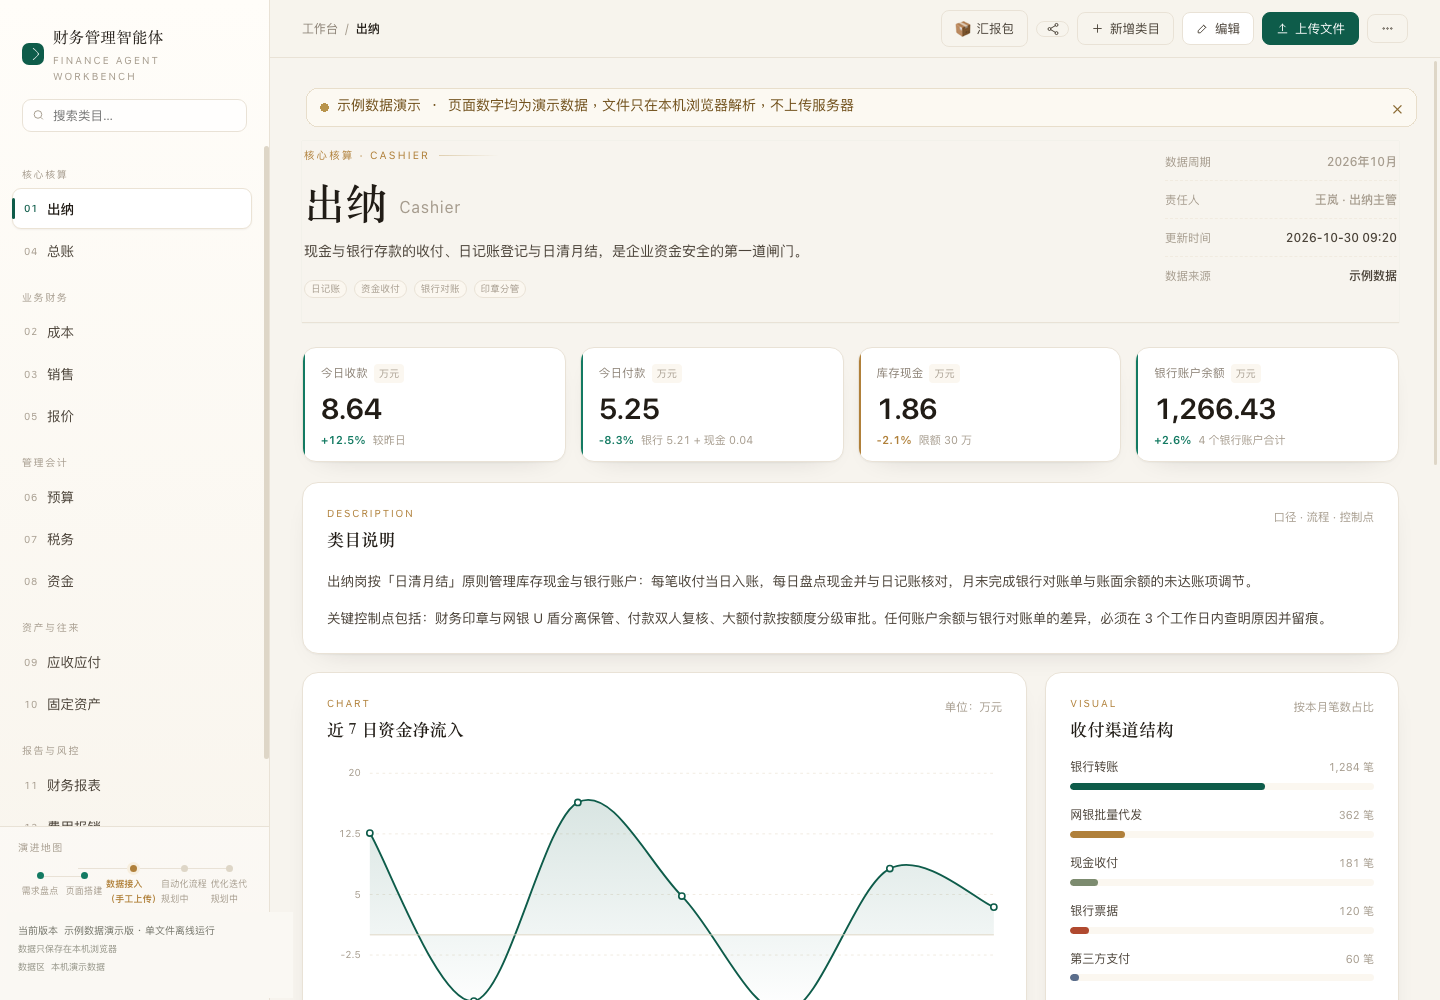 财务管理智能体
FINANCE AGENT
WORKBENCH
搜索类目...
核心核算
01 出纳
04 总账
业务财务
02 成本
03 销售
05 报价
管理会计
06 预算
07 税务
08 资金
资产与往来
09 应收应付
10 固定资产
报告与风控
11 财务报表
演进地图
需求盘点
页面搭建
数据接入
（手工上传）
自动化流程
规划中
优化迭代
规划中
当前版本 示例数据演示版 · 单文件离线运行
数据只保存在本机浏览器
数据区 本机演示数据
工作台 / 出纳
汇报包
新增类目
编辑
上传文件
示例数据演示 · 页面数字均为演示数据，文件只在本机浏览器解析，不上传服务器
核心核算 · CASHIER
出纳 Cashier
现金与银行存款的收付、日记账登记与日清月结，是企业资金安全的第一道闸门。
日记账 资金收付 银行对账 印章分管
数据周期 2026年10月
责任人 王岚 · 出纳主管
更新时间 2026-10-30 09:20
数据来源 示例数据
今日收款 万元
8.64
+12.5% 较昨日
今日付款 万元
5.25
-8.3% 银行 5.21 + 现金 0.04
库存现金 万元
1.86
-2.1% 限额 30 万
银行账户余额 万元
1,266.43
+2.6% 4 个银行账户合计
DESCRIPTION
类目说明
口径 · 流程 · 控制点
出纳岗按「日清月结」原则管理库存现金与银行账户：每笔收付当日入账，每日盘点现金并与日记账核对，月末完成银行对账单与账面余额的未达账项调节。
关键控制点包括：财务印章与网银 U 盾分离保管、付款双人复核、大额付款按额度分级审批。任何账户余额与银行对账单的差异，必须在 3 个工作日内查明原因并留痕。
CHART
近 7 日资金净流入
单位：万元
20
12.5
5
-2.5
VISUAL
收付渠道结构
按本月笔数占比
银行转账 1,284 笔
网银批量代发 362 笔
现金收付 181 笔
银行票据 120 笔
第三方支付 60 笔